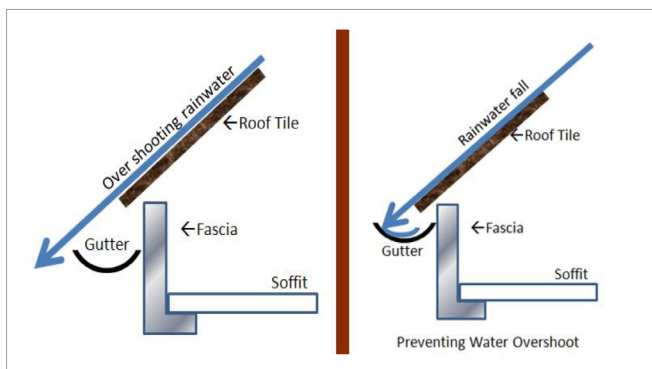 Over shooting rainwater
←Roof Tile
←Fascia
Gutter
Soffit
Rainwater fall
←Roof Tile
←Fascia
Gutter
Soffit
Preventing Water Overshoot